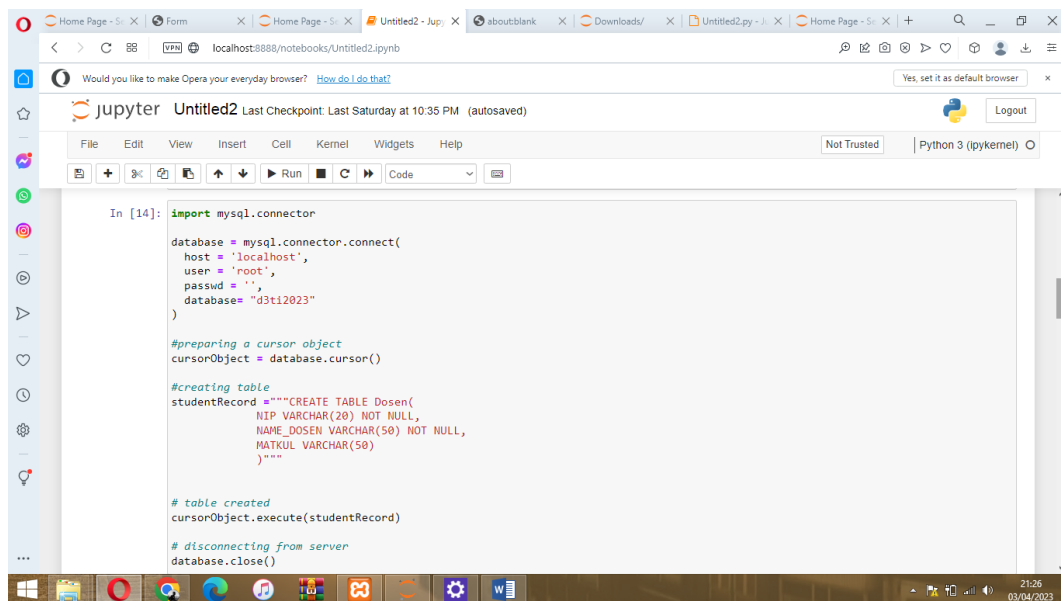 Home Page - Se
Form
Home Page - Se
Untitled2 - Jup
about:blank
Downloads/
Untitled2.py - Ju
Home Page - Se
VPN
localhost:8888/notebooks/Untitled2.ipynb
Would you like to make Opera your everyday browser? How do I do that?
Yes, set it as default browser
jupyter Untitled2 Last Checkpoint: Last Saturday at 10:35 PM (autosaved)
Logout
File Edit View Insert Cell Kernel Widgets Help
Not Trusted
Python 3 (ipykernel)
Run
Code
In [14]: import mysql.connector
database = mysql.connector.connect(
host = 'localhost',
user = 'root',
passwd = '',
database= "d3ti2023"
)
#preparing a cursor object
cursorObject = database.cursor()
#creating table
studentRecord ="""CREATE TABLE Dosen(
NIP VARCHAR(20) NOT NULL,
NAME_DOSEN VARCHAR(50) NOT NULL,
MATKUL VARCHAR(50)
)"""
# table created
cursorObject.execute(studentRecord)
# disconnecting from server
database.close()
21:26
03/04/2023